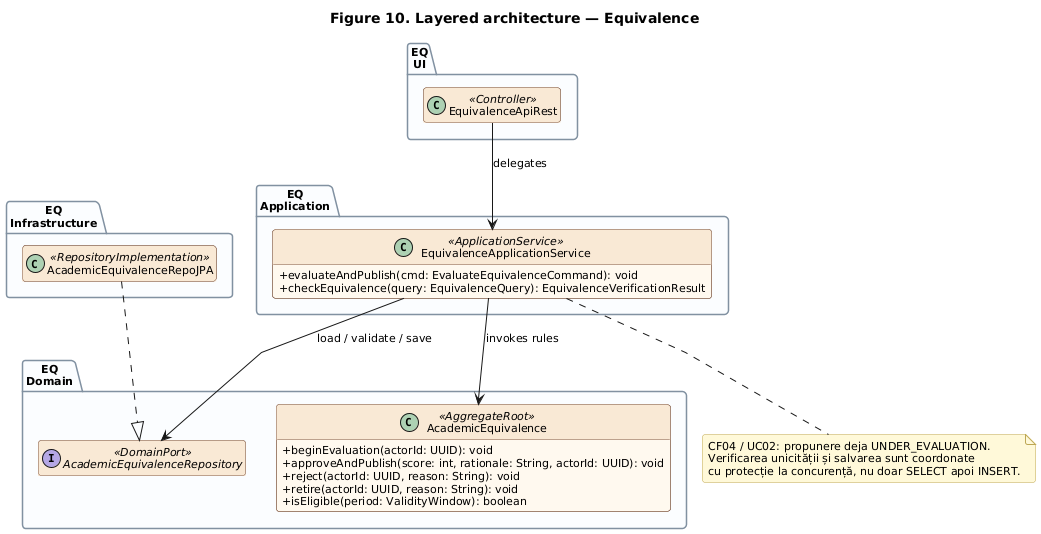 Figure 10. Layered architecture — Equivalence
EQ
UI
C
«Controller»
EquivalenceApiRest
delegates
EQ
Infrastructure
C
«RepositoryImplementation»
AcademicEquivalenceRepoJPA
EQ
Application
C
«ApplicationService»
EquivalenceApplicationService
+evaluateAndPublish(cmd: EvaluateEquivalenceCommand): void
+checkEquivalence(query: EquivalenceQuery): EquivalenceVerificationResult
load / validate / save
invokes rules
EQ
Domain
I
«DomainPort»
AcademicEquivalenceRepository
C
«AggregateRoot»
AcademicEquivalence
+beginEvaluation(actorId: UUID): void
+approveAndPublish(score: int, rationale: String, actorId: UUID): void
+reject(actorId: UUID, reason: String): void
+retire(actorId: UUID, reason: String): void
+isEligible(period: ValidityWindow): boolean
CF04 / UC02: propunere deja UNDER_EVALUATION.
Verificarea unicității și salvarea sunt coordonate
cu protecție la concurență, nu doar SELECT apoi INSERT.